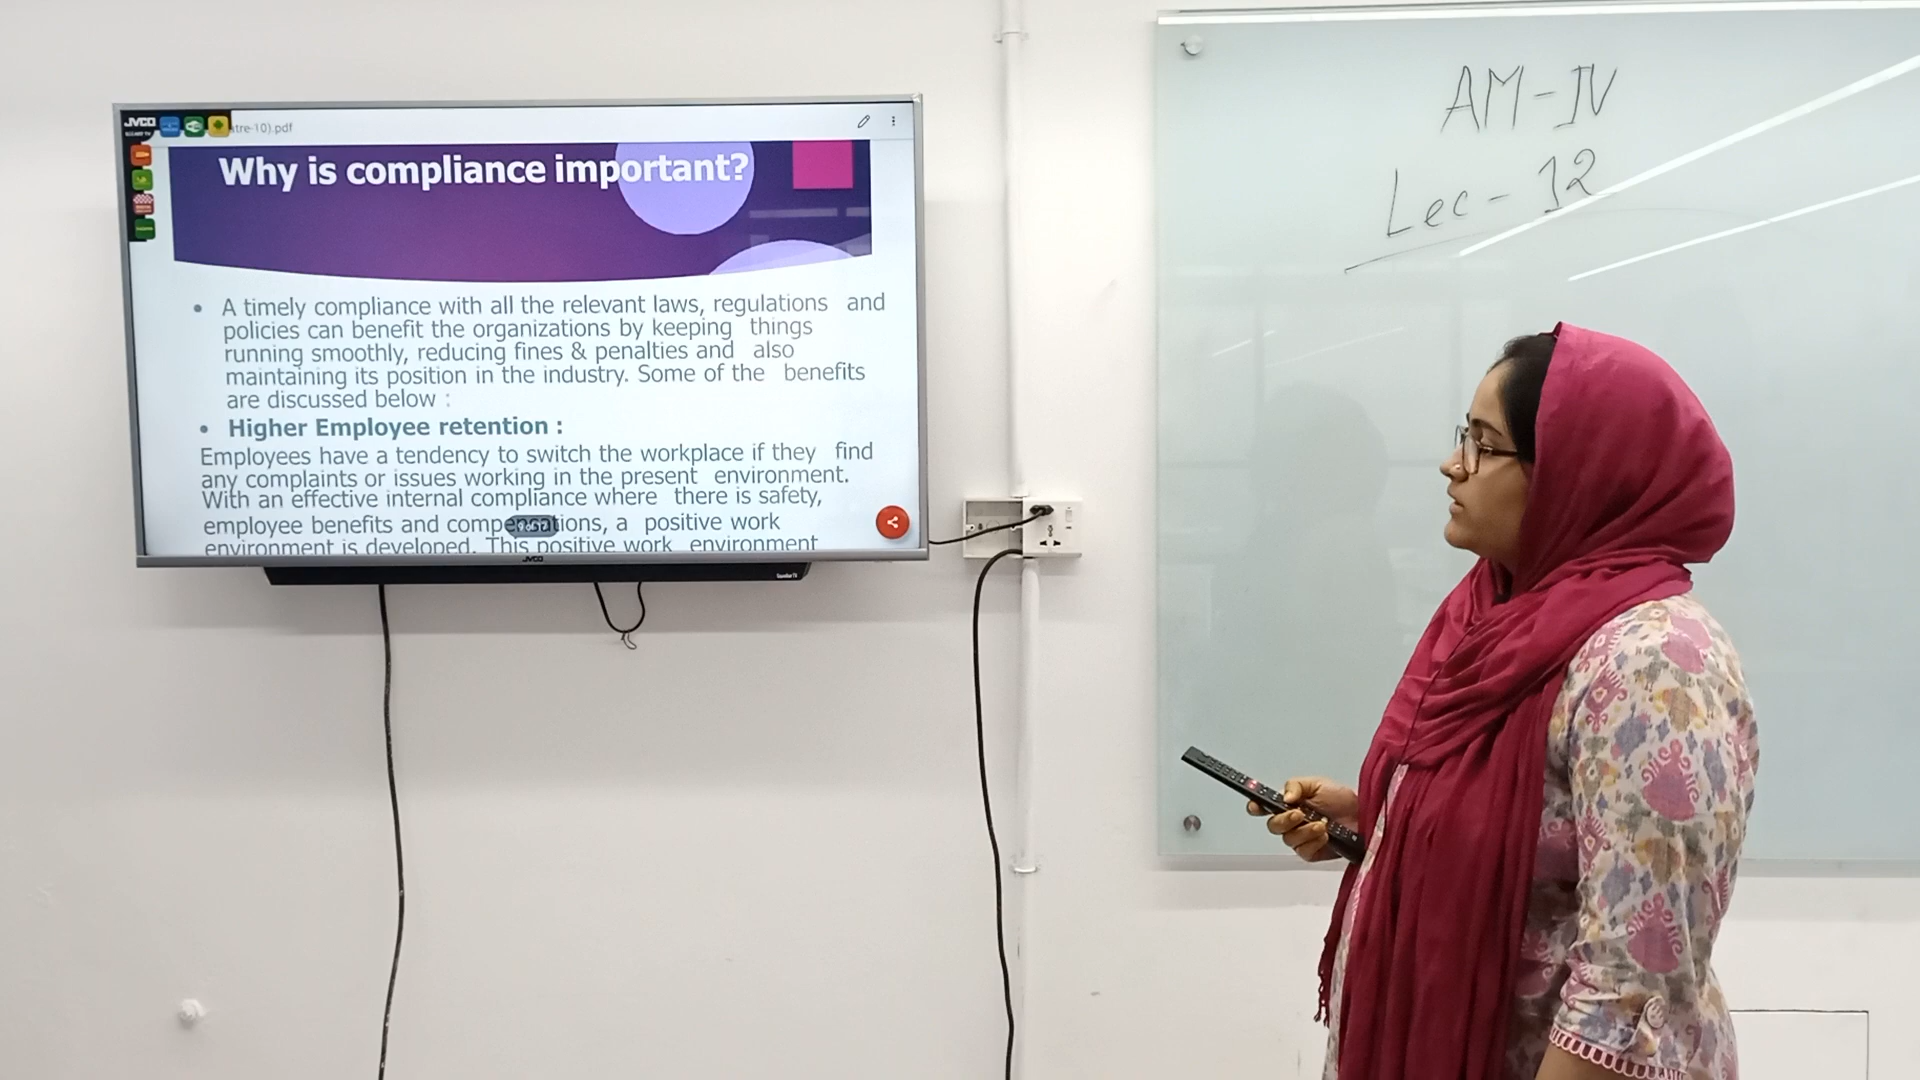 JVCO
tre-10).pdf
Why is compliance important?
• A timely compliance with all the relevant laws, regulations and
policies can benefit the organizations by keeping things
running smoothly, reducing fines & penalties and also
maintaining its position in the industry. Some of the benefits
are discussed below :
• Higher Employee retention :
Employees have a tendency to switch the workplace if they find
any complaints or issues working in the present environment.
With an effective internal compliance where there is safety,
employee benefits and compensations, a positive work
environment is developed. This positive work environment
JVCO
AM-IV
Lec - 12